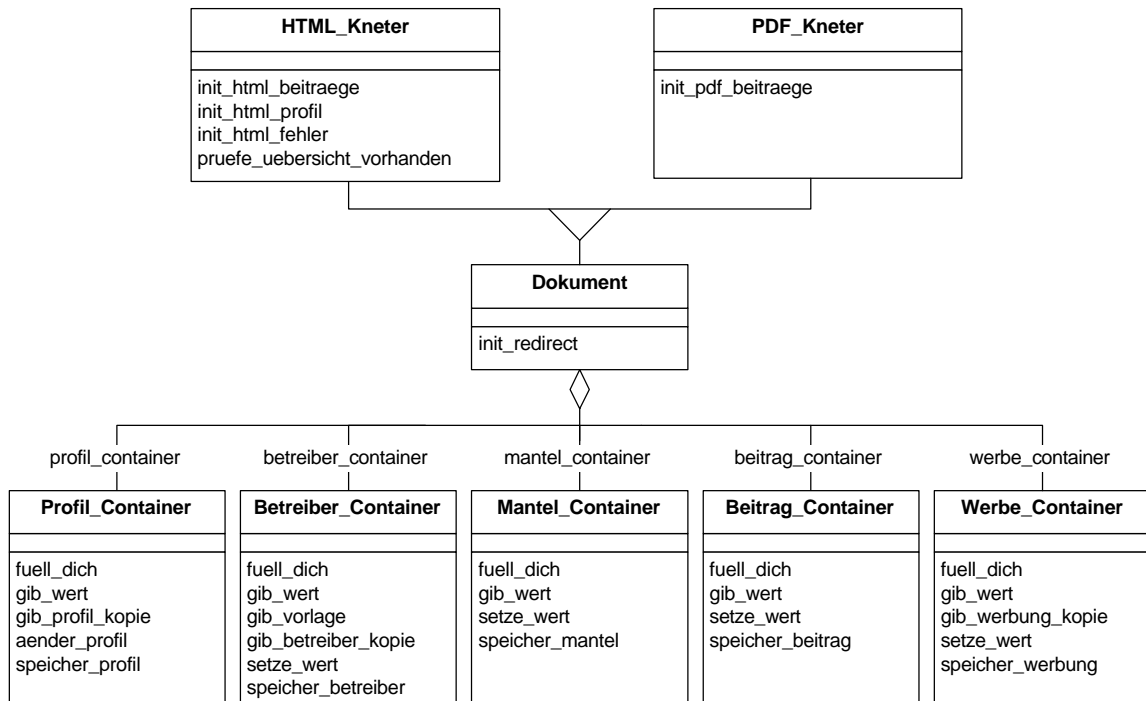 HTML_Kneter
init_html_beitraege
init_html_profil
init_html_fehler
pruefe_uebersicht_vorhanden
PDF_Kneter
init_pdf_beitraege
Dokument
init_redirect
profil_container
betreiber_container
mantel_container
beitrag_container
werbe_container
Profil_Container
fuell_dich
gib_wert
gib_profil_kopie
aender_profil
speicher_profil
Betreiber_Container
fuell_dich
gib_wert
gib_vorlage
gib_betreiber_kopie
setze_wert
speicher_betreiber
Mantel_Container
fuell_dich
gib_wert
setze_wert
speicher_mantel
Beitrag_Container
fuell_dich
gib_wert
setze_wert
speicher_beitrag
Werbe_Container
fuell_dich
gib_wert
gib_werbung_kopie
setze_wert
speicher_werbung